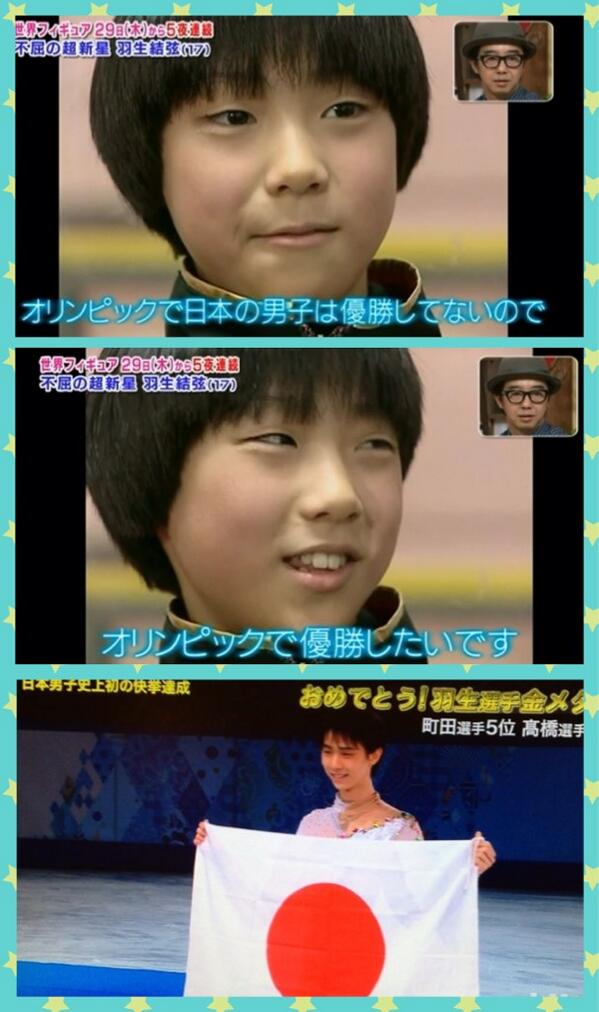 世界フィギュア 29日(木)から5夜連続
不屈の超新星 羽生結弦(17)
オリンピックで日本の男子は優勝してないので
世界フィギュア 29日(木)から5夜連続
不屈の超新星 羽生結弦(17)
オリンピックで優勝したいです
日本男子史上初の快挙達成
おめでとう!羽生選手金メダ
町田選手5位 髙橋選手